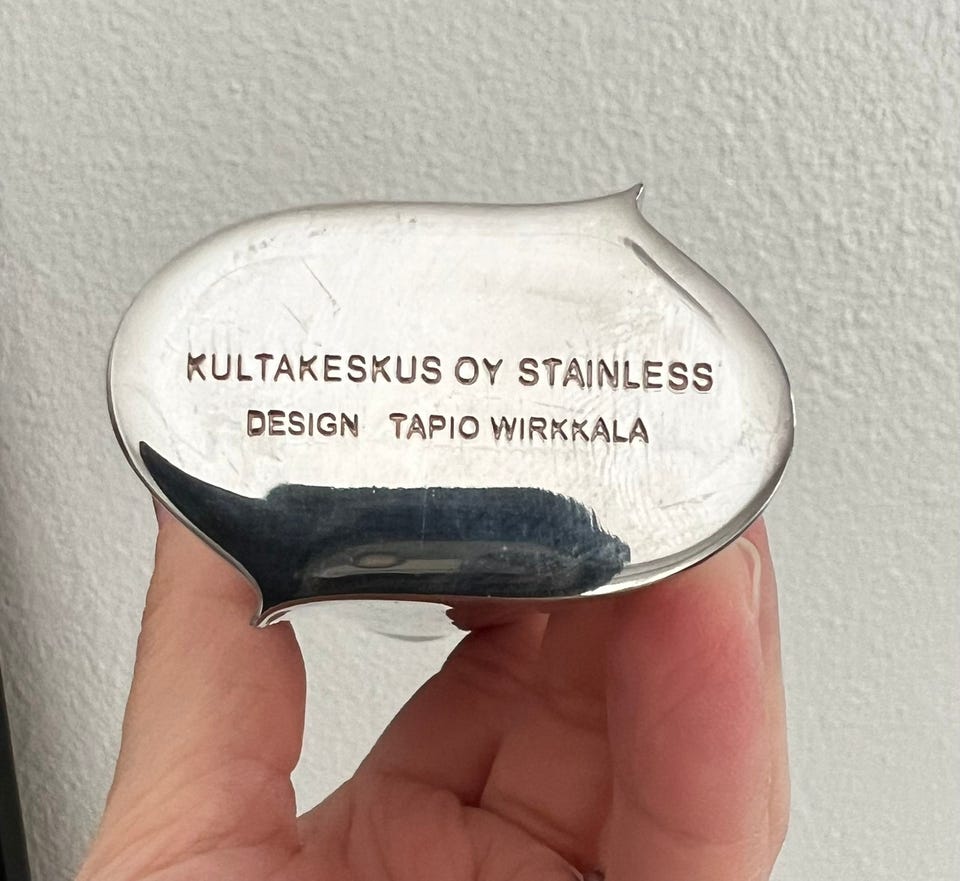 KULTAKESKUS OY STAINLESS
DESIGN TAPIO WIRKKALA